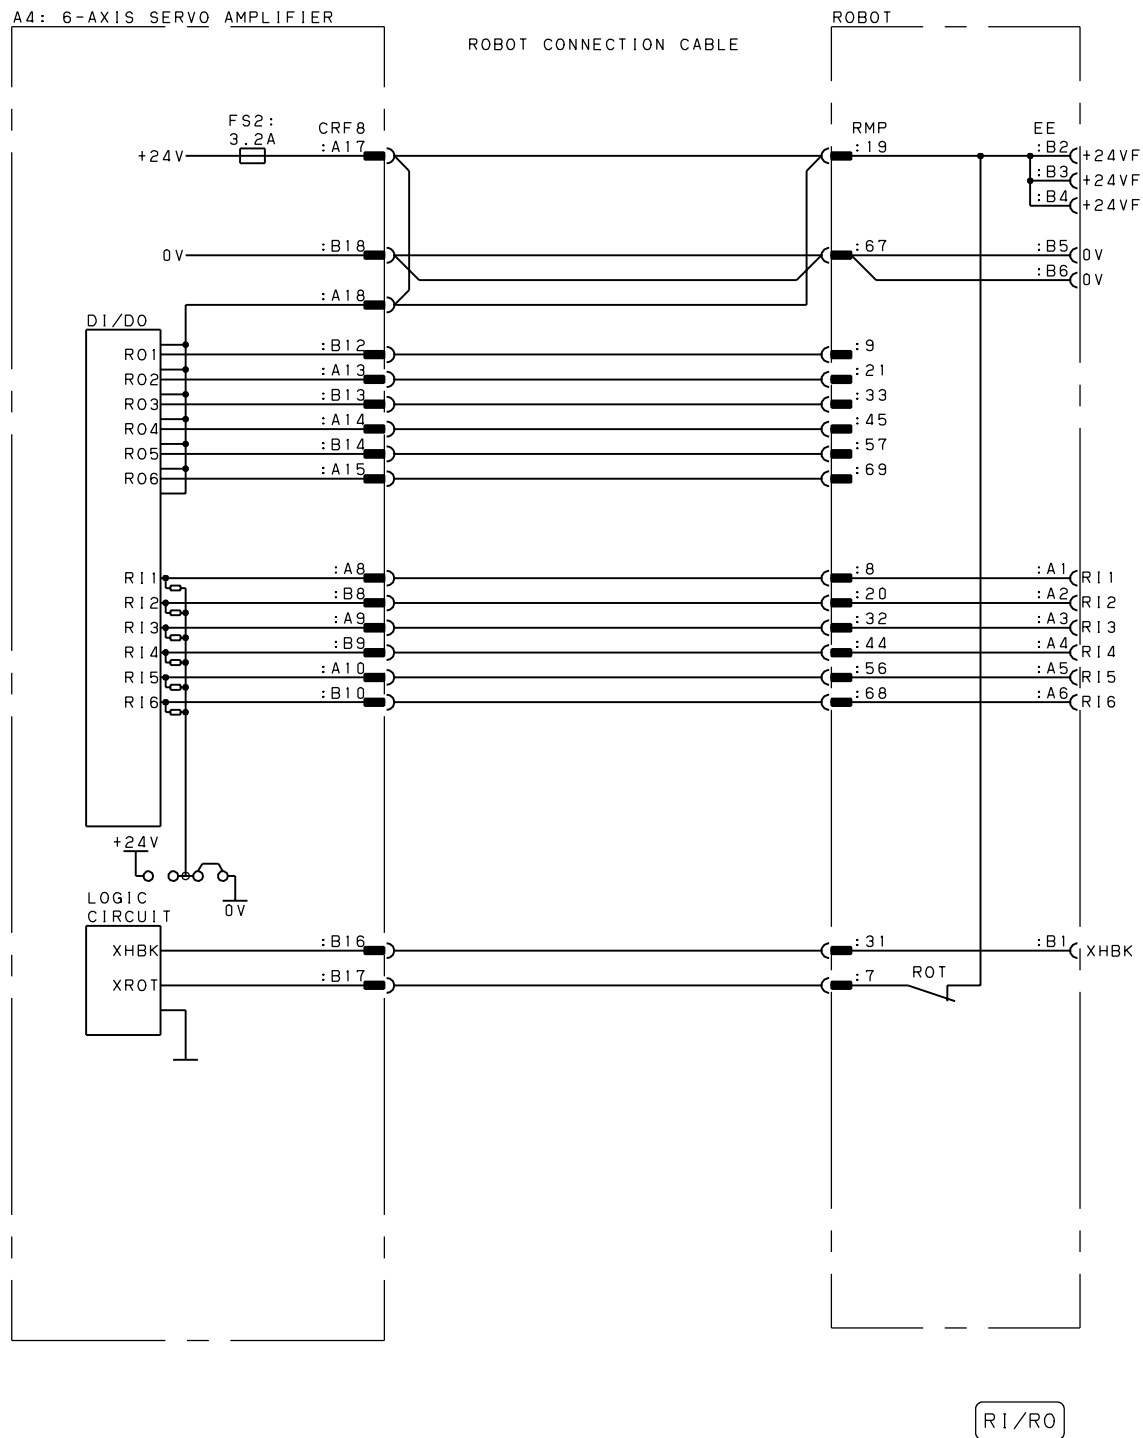 A4: 6-AXIS SERVO AMPLIFIER
ROBOT
ROBOT CONNECTION CABLE
FS2:
3.2A
CRF8
RMP
EE
+24V
:A17
:19
:B2
+24VF
:B3
+24VF
:B4
+24VF
0V
:B18
:67
:B5
0V
:B6
0V
:A18
DI/DO
RO1
:B12
:9
RO2
:A13
:21
RO3
:B13
:33
RO4
:A14
:45
RO5
:B14
:57
RO6
:A15
:69
RI1
:A8
:8
:A1
RI1
RI2
:B8
:20
:A2
RI2
RI3
:A9
:32
:A3
RI3
RI4
:B9
:44
:A4
RI4
RI5
:A10
:56
:A5
RI5
RI6
:B10
:68
:A6
RI6
+24V
0V
LOGIC
CIRCUIT
XHBK
:B16
:31
:B1
XHBK
XROT
:B17
:7
ROT
RI/RO